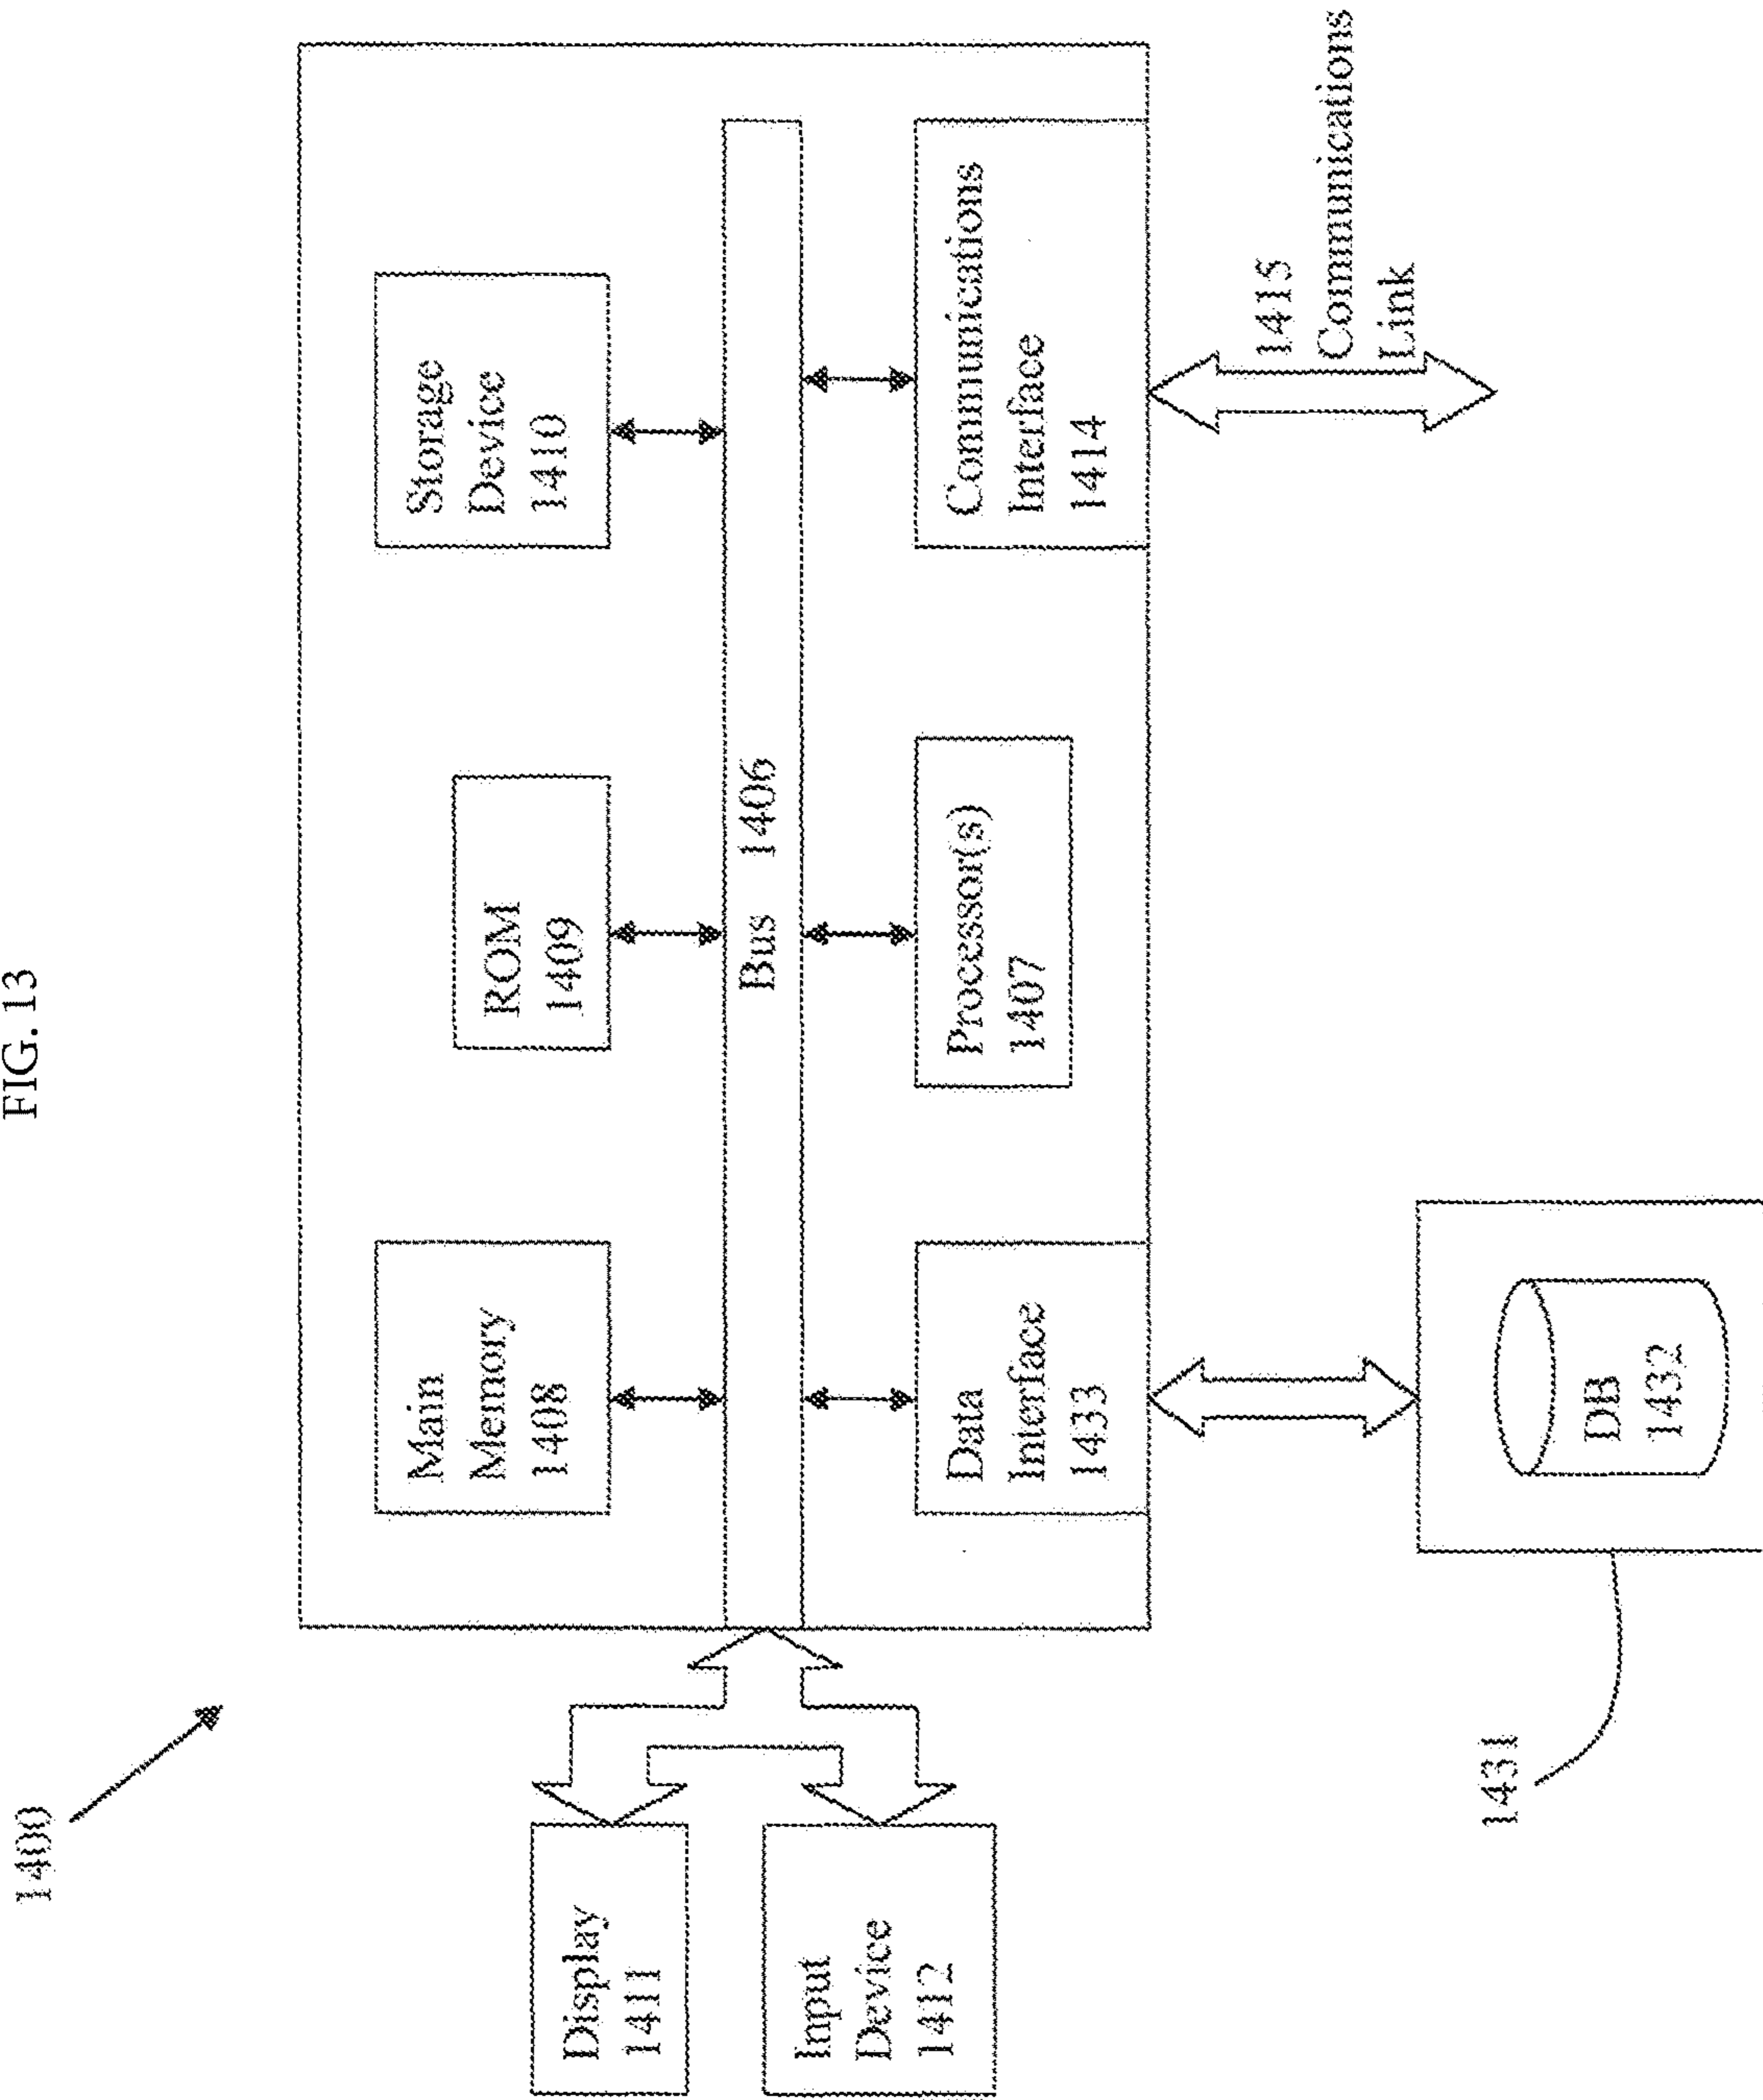 FIG. 13
1400
Main
Memory
1408
ROM
1409
Storage
Device
1410
Display
1411
Bus 1406
Input
Device
1412
Data
Interface
1433
Processor(s)
1407
Communications
Interface
1414
1415
Communications
Link
1431
DB
1432